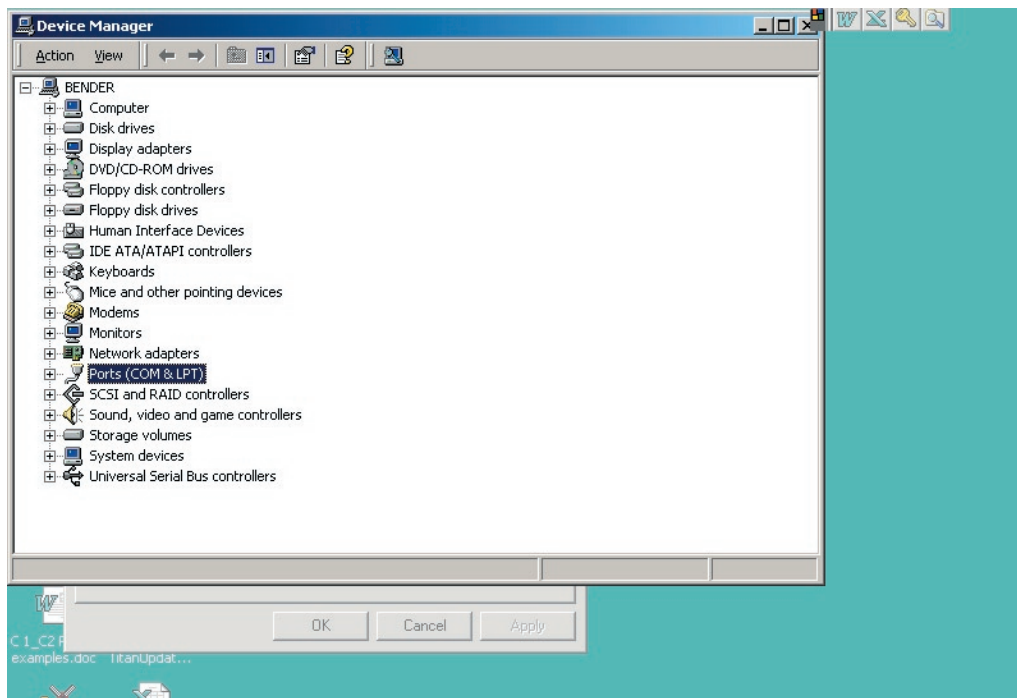 Device Manager
Action View
BENDER
Computer
Disk drives
Display adapters
DVD/CD-ROM drives
Floppy disk controllers
Floppy disk drives
Human Interface Devices
IDE ATA/ATAPI controllers
Keyboards
Mice and other pointing devices
Modems
Monitors
Network adapters
Ports (COM & LPT)
SCSI and RAID controllers
Sound, video and game controllers
Storage volumes
System devices
Universal Serial Bus controllers
OK Cancel Apply
C 1_C2
examples.doc TitanUpdat...